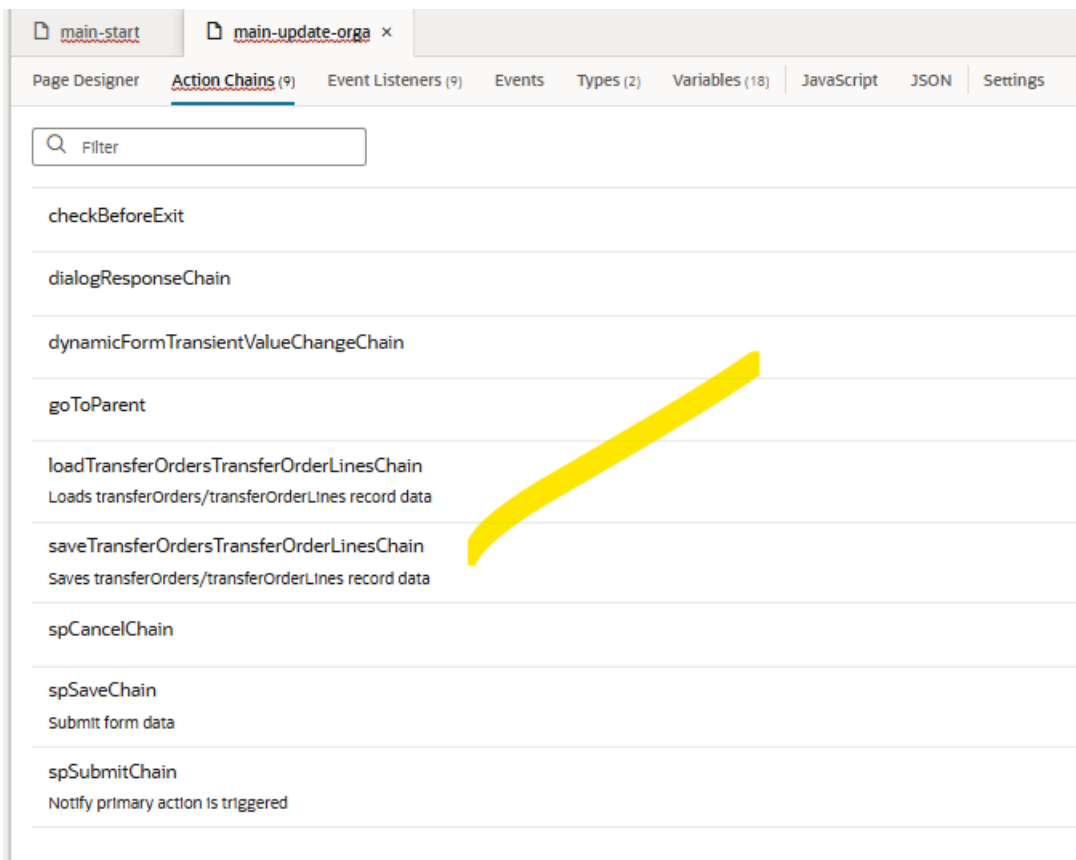 main-start main-update-orga ×
Page Designer Action Chains (9) Event Listeners (9) Events Types (2) Variables (18) JavaScript JSON Settings
Filter
checkBeforeExit
dialogResponseChain
dynamicFormTransientValueChangeChain
goToParent
loadTransferOrdersTransferOrderLinesChain
Loads transferOrders/transferOrderLines record data
saveTransferOrdersTransferOrderLinesChain
Saves transferOrders/transferOrderLines record data
spCancelChain
spSaveChain
Submit form data
spSubmitChain
Notify primary action is triggered